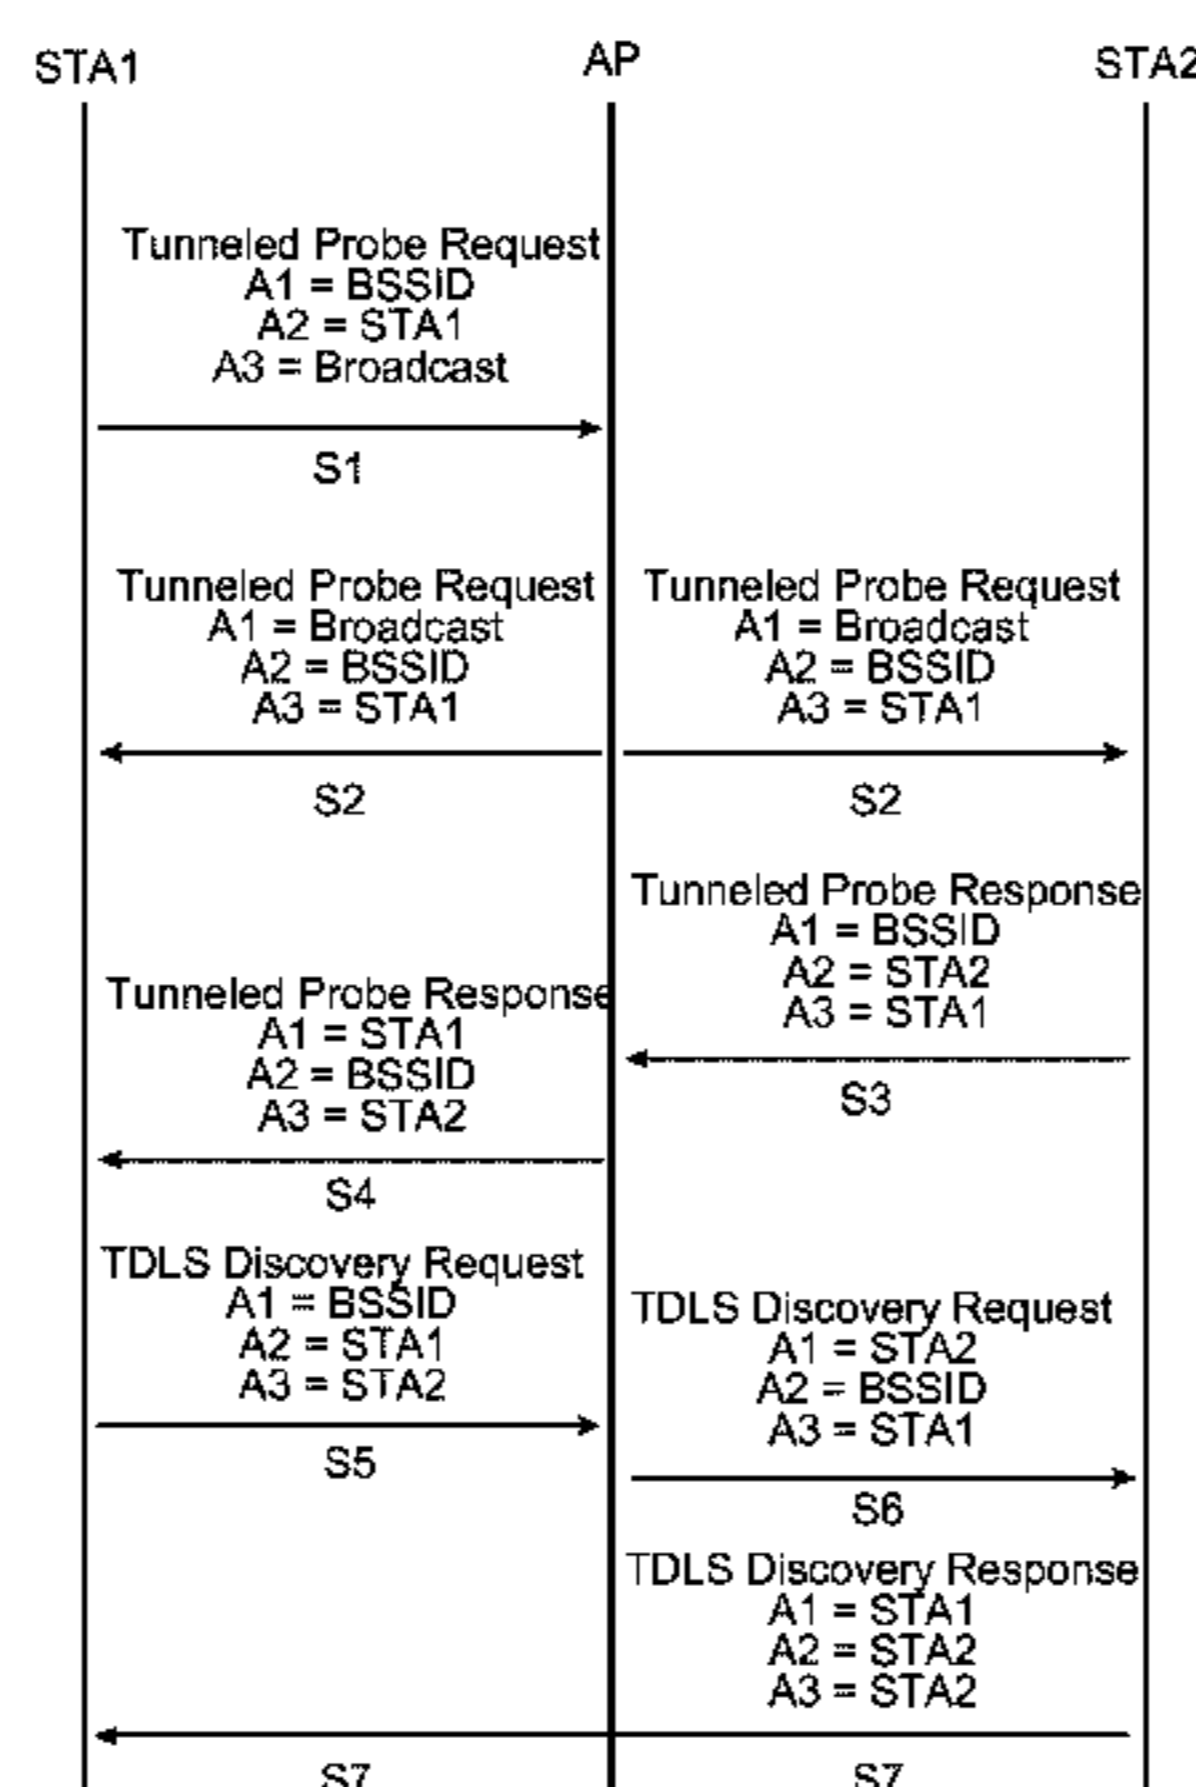 STA1
AP
STA2
Tunneled Probe Request
A1 = BSSID
A2 = STA1
A3 = Broadcast
S1
Tunneled Probe Request
A1 = Broadcast
A2 = BSSID
A3 = STA1
S2
Tunneled Probe Request
A1 = Broadcast
A2 = BSSID
A3 = STA1
S2
Tunneled Probe Response
A1 = BSSID
A2 = STA2
A3 = STA1
S3
Tunneled Probe Response
A1 = STA1
A2 = BSSID
A3 = STA2
S4
TDLS Discovery Request
A1 = BSSID
A2 = STA1
A3 = STA2
S5
TDLS Discovery Request
A1 = STA2
A2 = BSSID
A3 = STA1
S6
TDLS Discovery Response
A1 = STA1
A2 = STA2
A3 = STA2
S7
S7